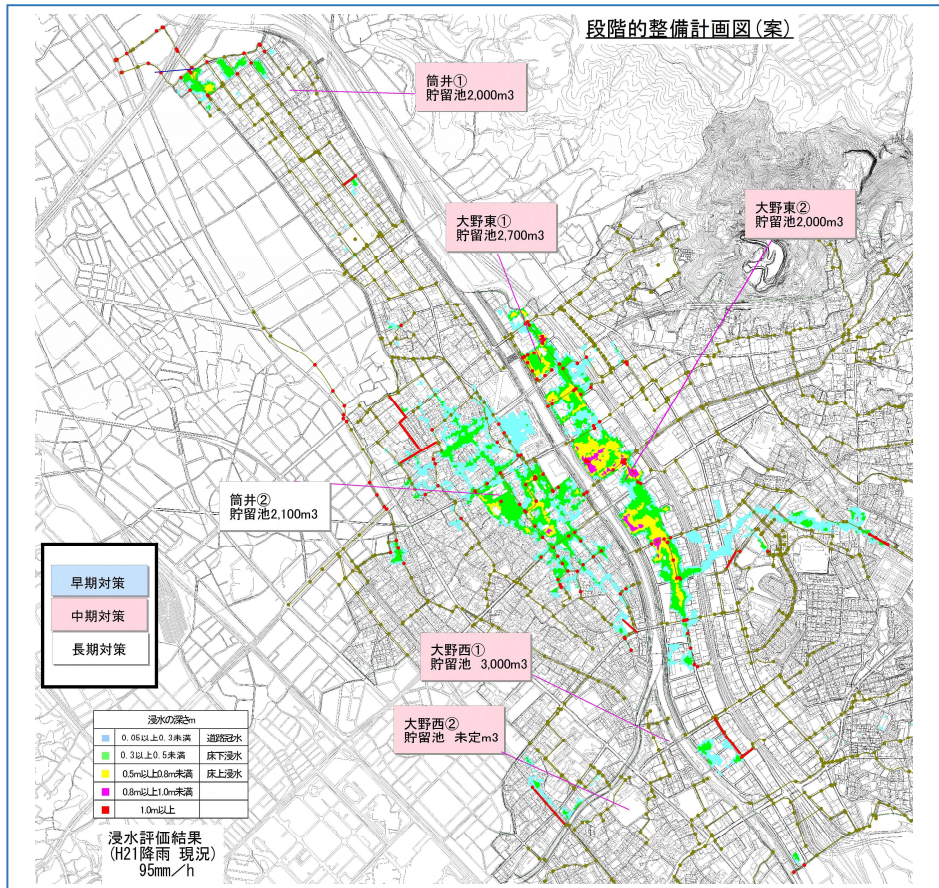 段階的整備計画図(案)
筒井①
貯留池2,000m3
大野東①
貯留池2,700m3
大野東②
貯留池2,000m3
筒井②
貯留池2,100m3
早期対策
中期対策
長期対策
大野西①
貯留池 3,000m3
大野西②
貯留池 未定m3
浸水の深さm
0.05以上0.3未満 道路冠水
0.3以上0.5未満 床下浸水
0.5m以上0.8m未満 床上浸水
0.8m以上1.0m未満
1.0m以上
浸水評価結果
(H21降雨 現況)
95mm/h